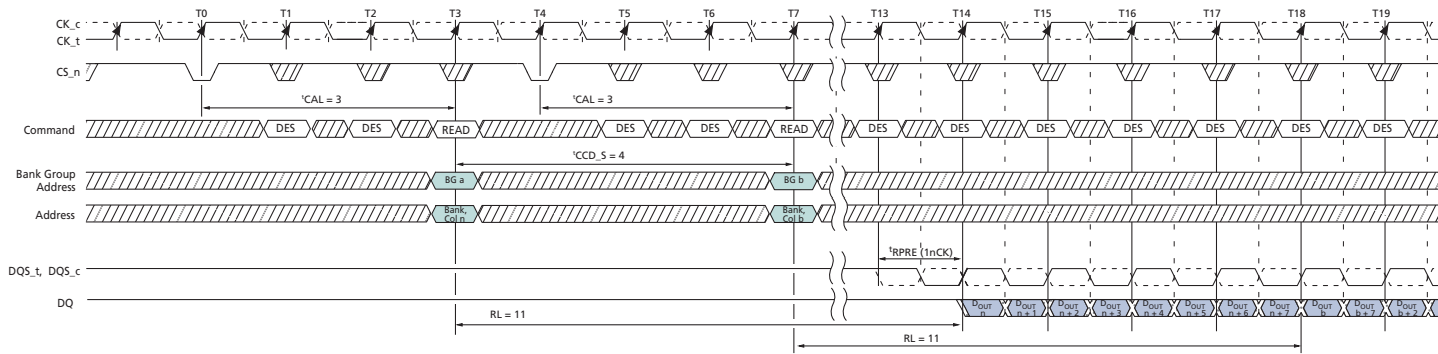 T0 T1 T2 T3 T4 T5 T6 T7 T13 T14 T15 T16 T17 T18 T19
CK_c
CK_t
CS_n
tCAL = 3 tCAL = 3
Command DES DES READ DES DES READ DES DES DES DES DES DES DES
tCCD_S = 4
Bank Group
Address BG a BG b
Address Bank, Col n Bank, Col b
tRPRE (1nCK)
DQS_t, DQS_c
DQ DOUT n DOUT n + 1 DOUT n + 2 DOUT n + 3 DOUT n + 4 DOUT n + 5 DOUT n + 6 DOUT n + 7 DOUT b DOUT b + 7 DOUT b + 2
RL = 11
RL = 11